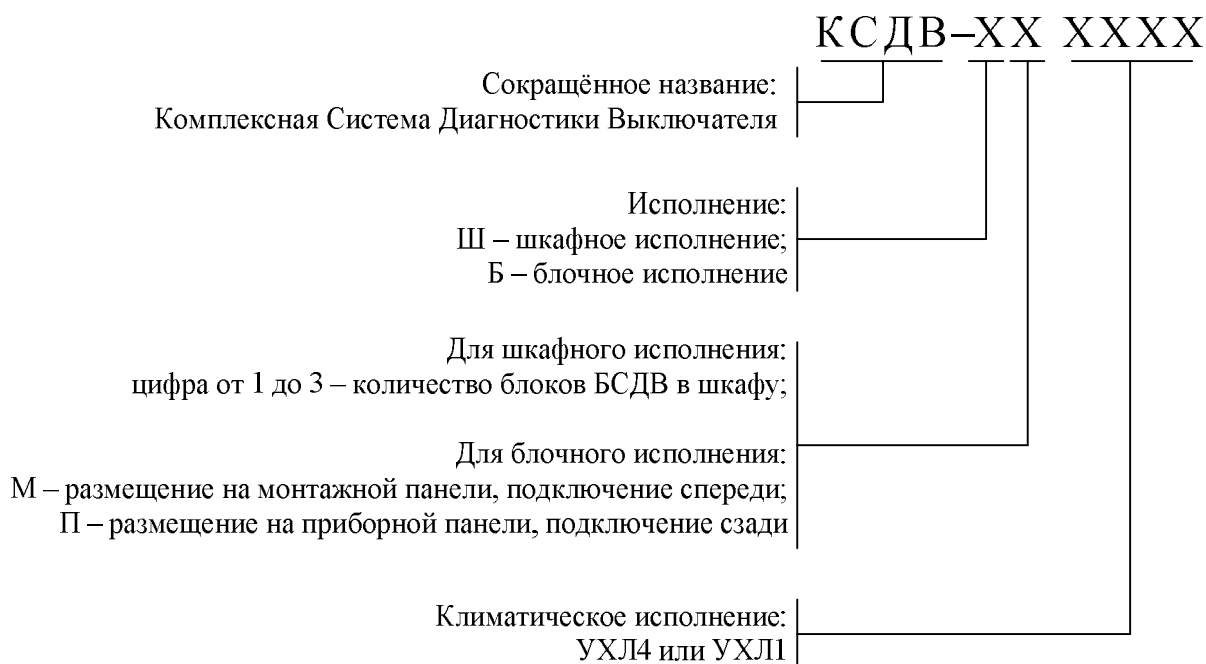 КСДВ–ХХ ХХХХ
Сокращённое название:
Комплексная Система Диагностики Выключателя
Исполнение:
Ш – шкафное исполнение;
Б – блочное исполнение
Для шкафного исполнения:
цифра от 1 до 3 – количество блоков БСДВ в шкафу;
Для блочного исполнения:
М – размещение на монтажной панели, подключение спереди;
П – размещение на приборной панели, подключение сзади
Климатическое исполнение:
УХЛ4 или УХЛ1